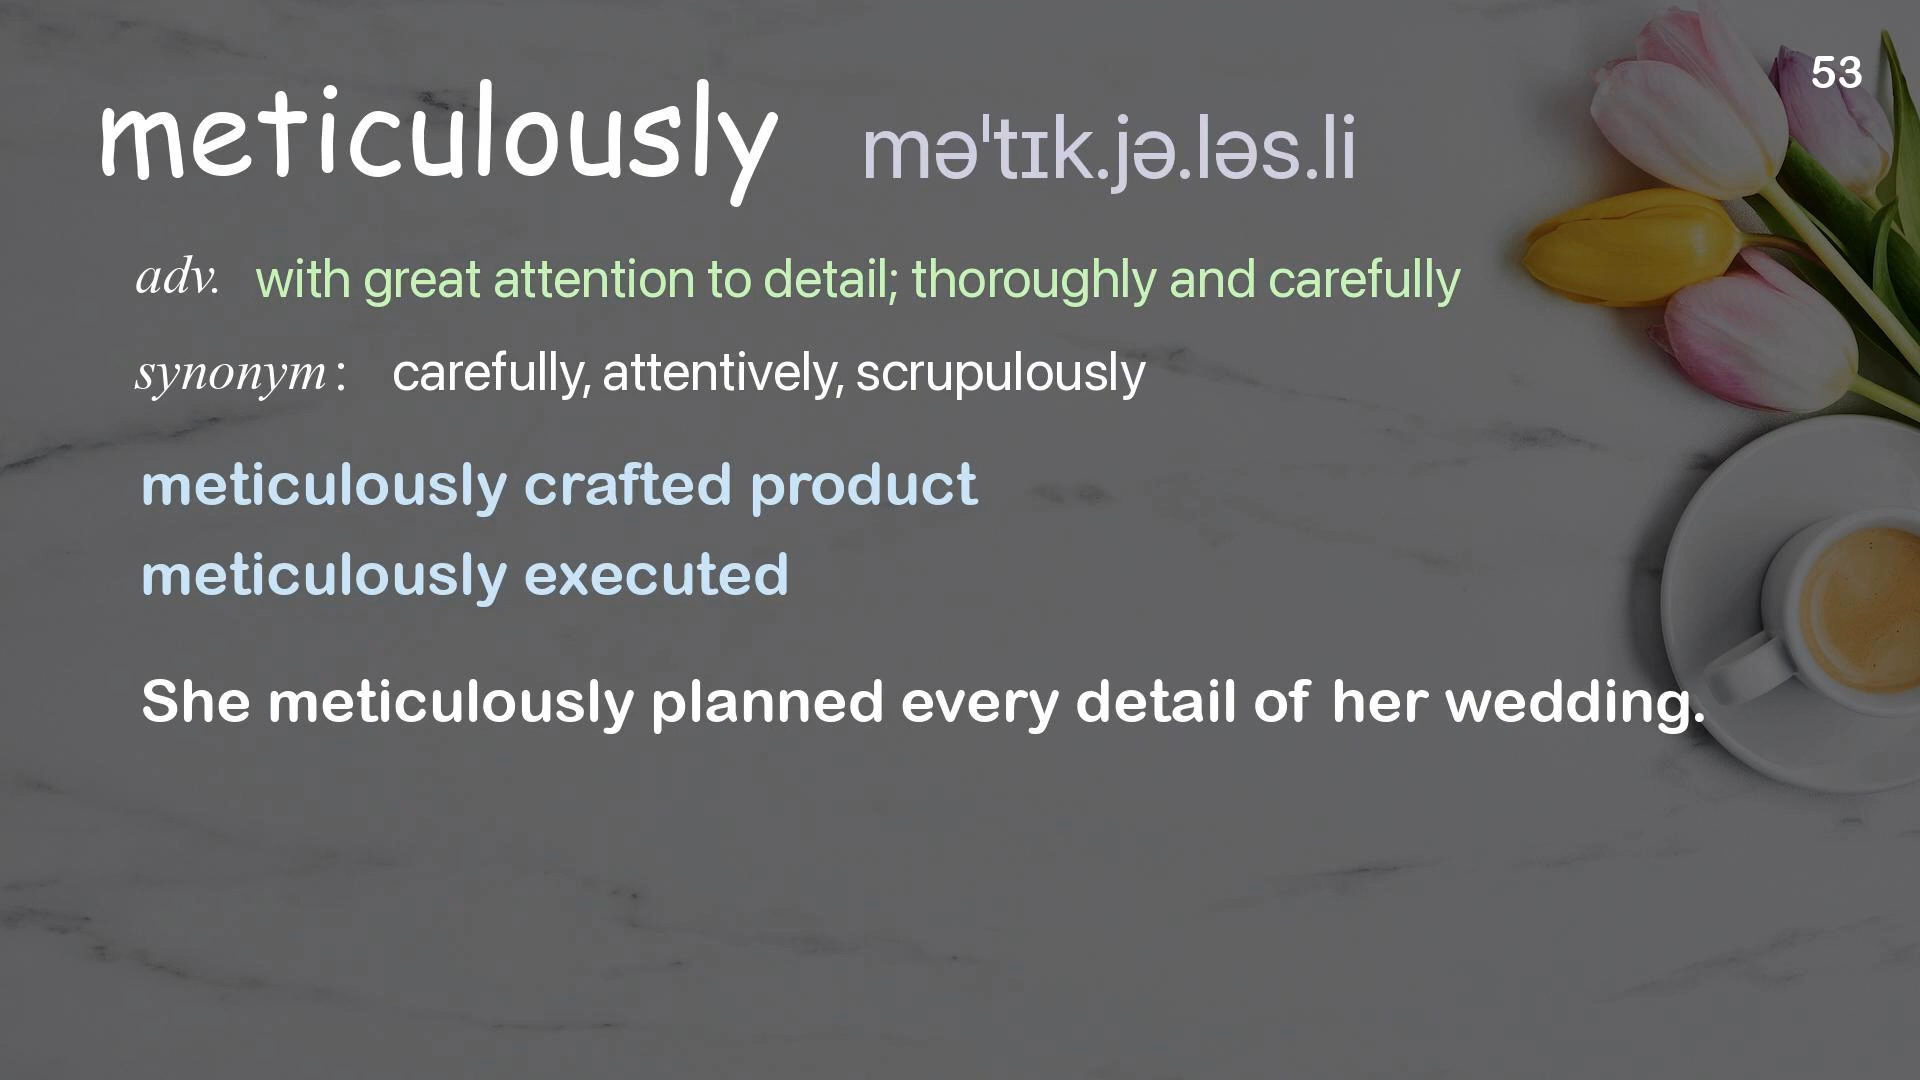 53
meticulously məˈtɪk.jə.ləs.li
adv. with great attention to detail; thoroughly and carefully
synonym : carefully, attentively, scrupulously
meticulously crafted product
meticulously executed
She meticulously planned every detail of her wedding.